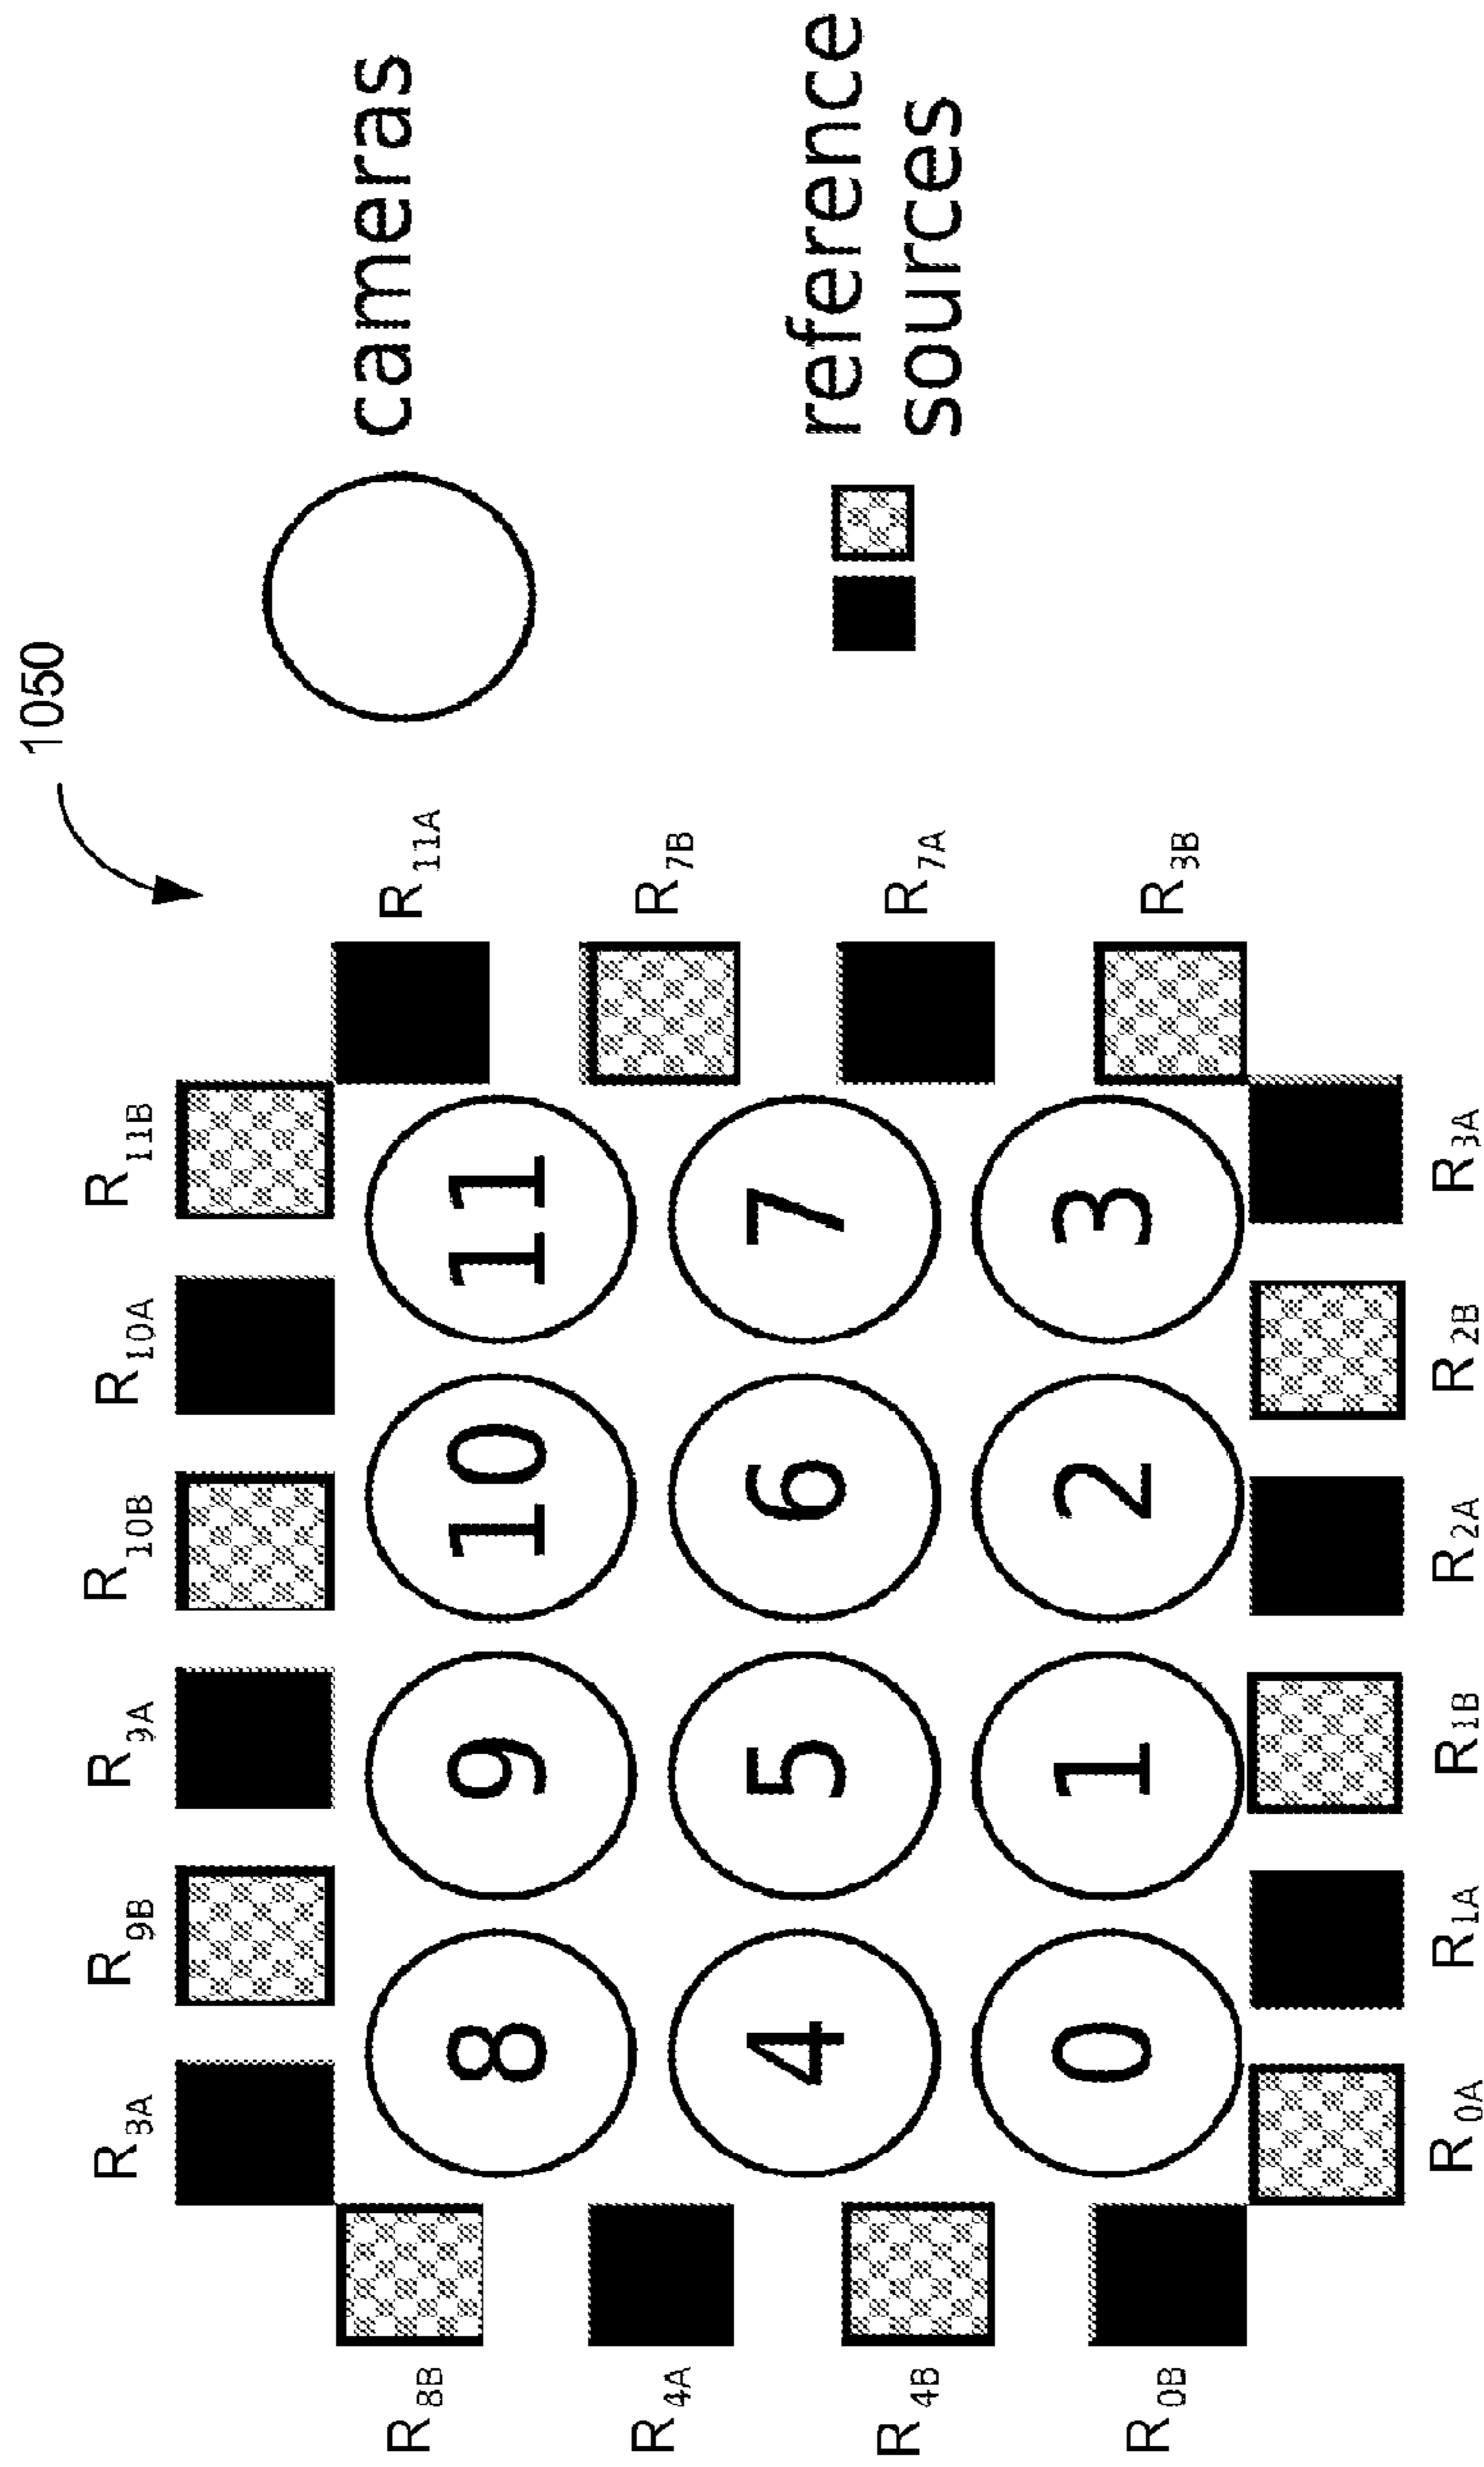 1050
R3A R9B R9A R10B R10A R11B
R8B R11A
cameras
8 9 10 11
R4A R7B
4 5 6 7
R4B R7A
reference
sources
0 1 2 3
R0B R3B
R0A R1A R1B R2A R2B R3A